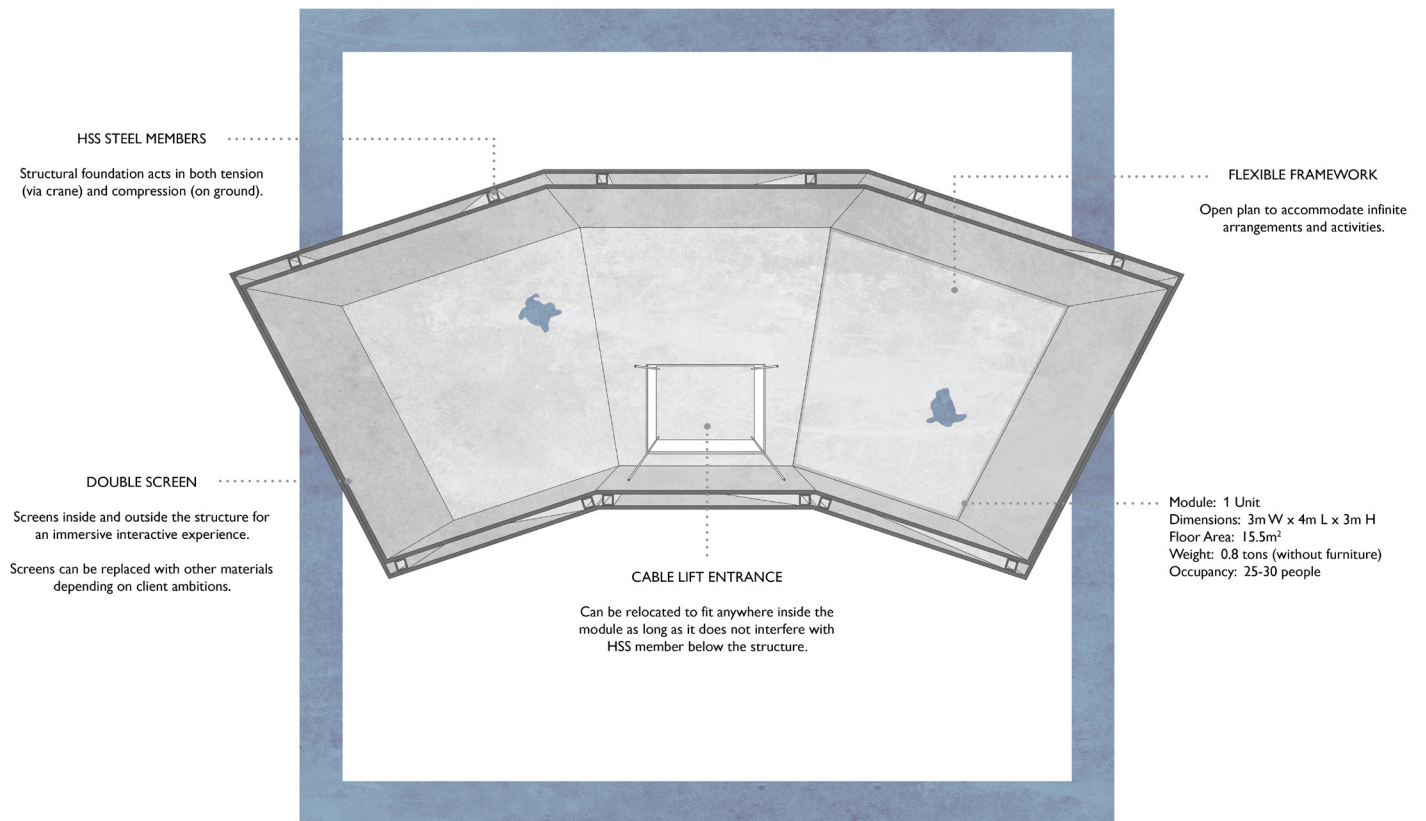 HSS STEEL MEMBERS
Structural foundation acts in both tension
(via crane) and compression (on ground).
FLEXIBLE FRAMEWORK
Open plan to accommodate infinite
arrangements and activities.
DOUBLE SCREEN
Screens inside and outside the structure for
an immersive interactive experience.
Screens can be replaced with other materials
depending on client ambitions.
CABLE LIFT ENTRANCE
Can be relocated to fit anywhere inside the
module as long as it does not interfere with
HSS member below the structure.
Module: 1 Unit
Dimensions: 3m W x 4m L x 3m H
Floor Area: 15.5m²
Weight: 0.8 tons (without furniture)
Occupancy: 25-30 people